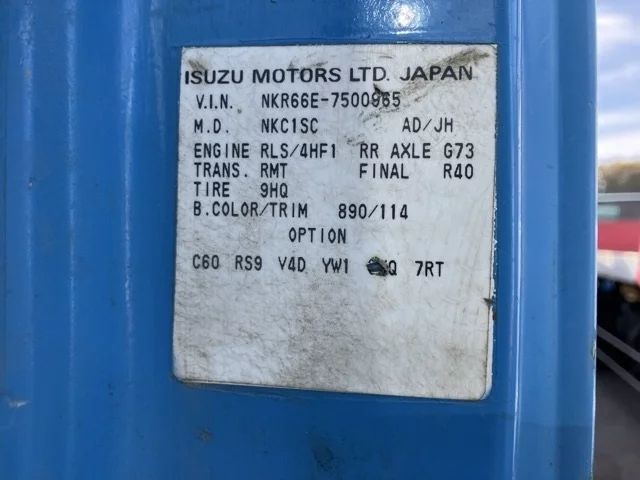 ISUZU MOTORS LTD. JAPAN
V.I.N. NKR66E-7500965
M.D. NKC1SC AD/JH
ENGINE RLS/4HF1 RR AXLE G73
TRANS. RMT FINAL R40
TIRE 9HQ
B.COLOR/TRIM 890/114
OPTION
C60 RS9 V4D YW1 7RT